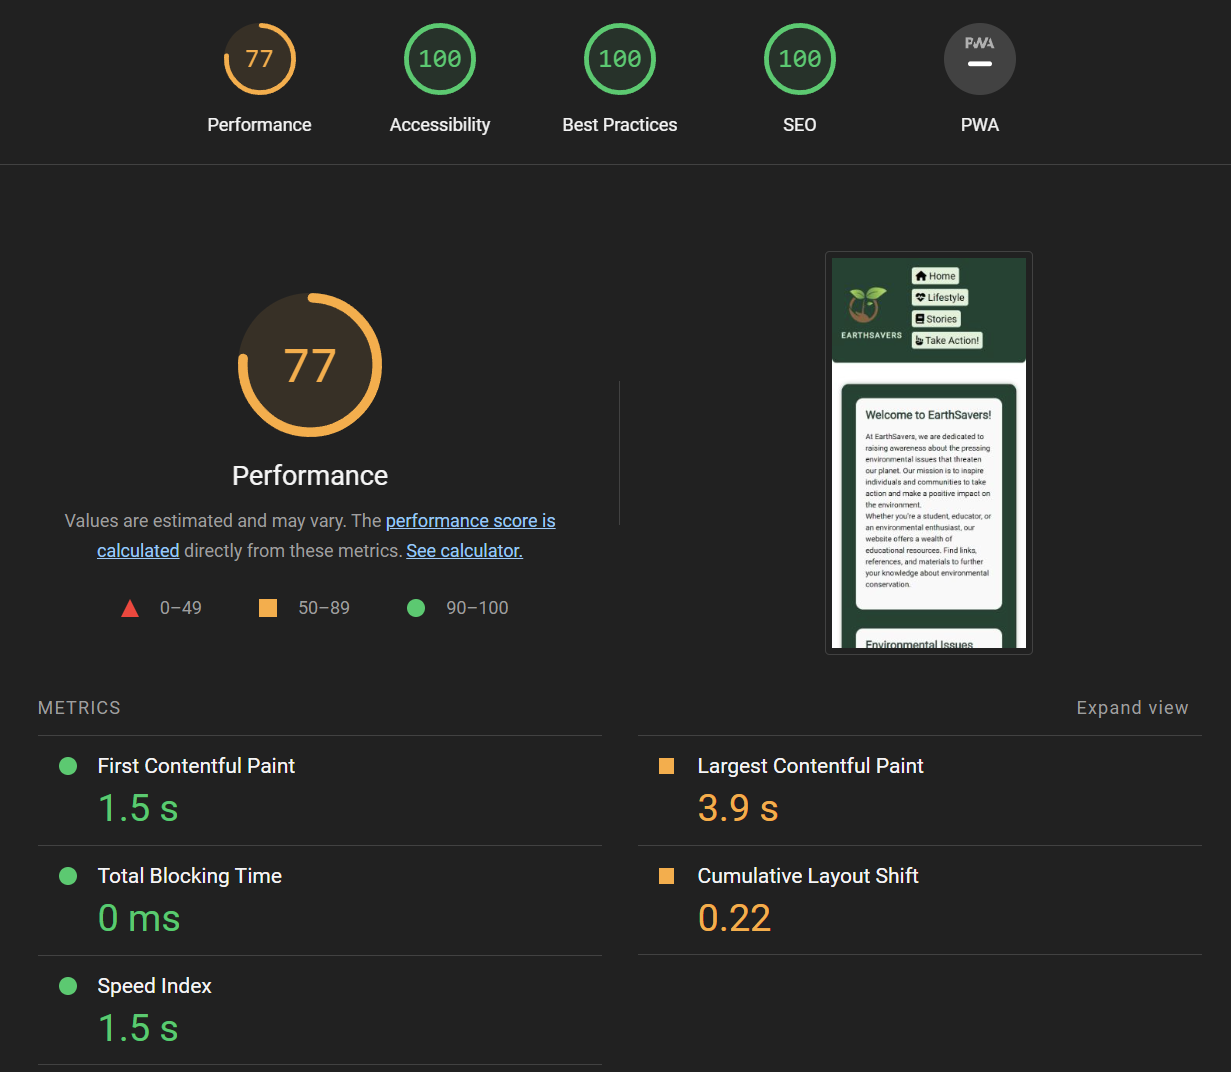 77
100
100
100
PWA
Performance
Accessibility
Best Practices
SEO
PWA
77
Performance
Values are estimated and may vary. The performance score is
calculated directly from these metrics. See calculator.
0–49
50–89
90–100
Home
Lifestyle
Stories
Take Action!
EARTHSAVERS
Welcome to EarthSavers!
At EarthSavers, we are dedicated to
raising awareness about the pressing
environmental issues that threaten
our planet. Our mission is to inspire
individuals and communities to take
action and make a positive impact on
the environment.
Whether you're a student, educator, or
an environmental enthusiast, our
website offers a wealth of
educational resources. Find links,
references, and materials to further
your knowledge about environmental
conservation.
Environmental Issues
METRICS
Expand view
First Contentful Paint
1.5 s
Largest Contentful Paint
3.9 s
Total Blocking Time
0 ms
Cumulative Layout Shift
0.22
Speed Index
1.5 s